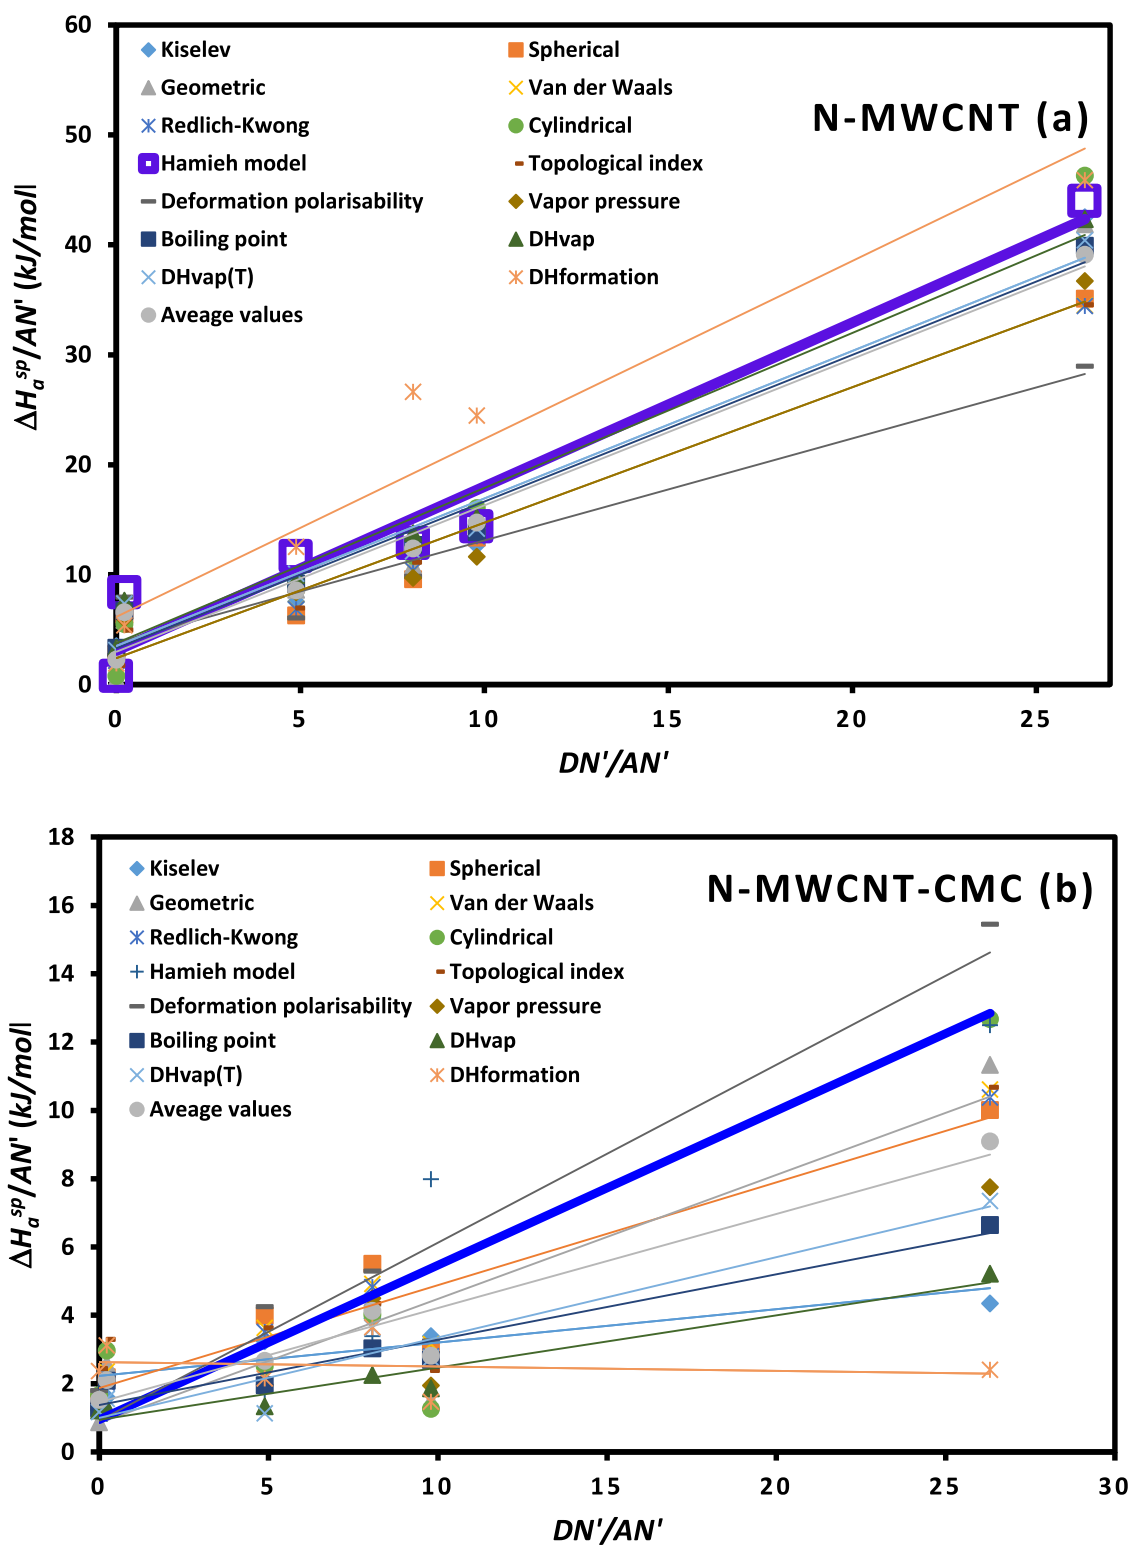 60
50
40
30
20
10
0
ΔHₐˢᵖ/AN' (kJ/mol)
Kiselev Spherical
Geometric Van der Waals
Redlich-Kwong Cylindrical
Hamieh model Topological index
Deformation polarisability Vapor pressure
Boiling point DHvap
DHvap(T) DHformation
Aveage values
N-MWCNT (a)
0 5 10 15 20 25
DN'/AN'
18
16
14
12
10
8
6
4
2
0
ΔHₐˢᵖ/AN' (kJ/mol)
Kiselev Spherical
Geometric Van der Waals
Redlich-Kwong Cylindrical
Hamieh model Topological index
Deformation polarisability Vapor pressure
Boiling point DHvap
DHvap(T) DHformation
Aveage values
N-MWCNT-CMC (b)
0 5 10 15 20 25 30
DN'/AN'